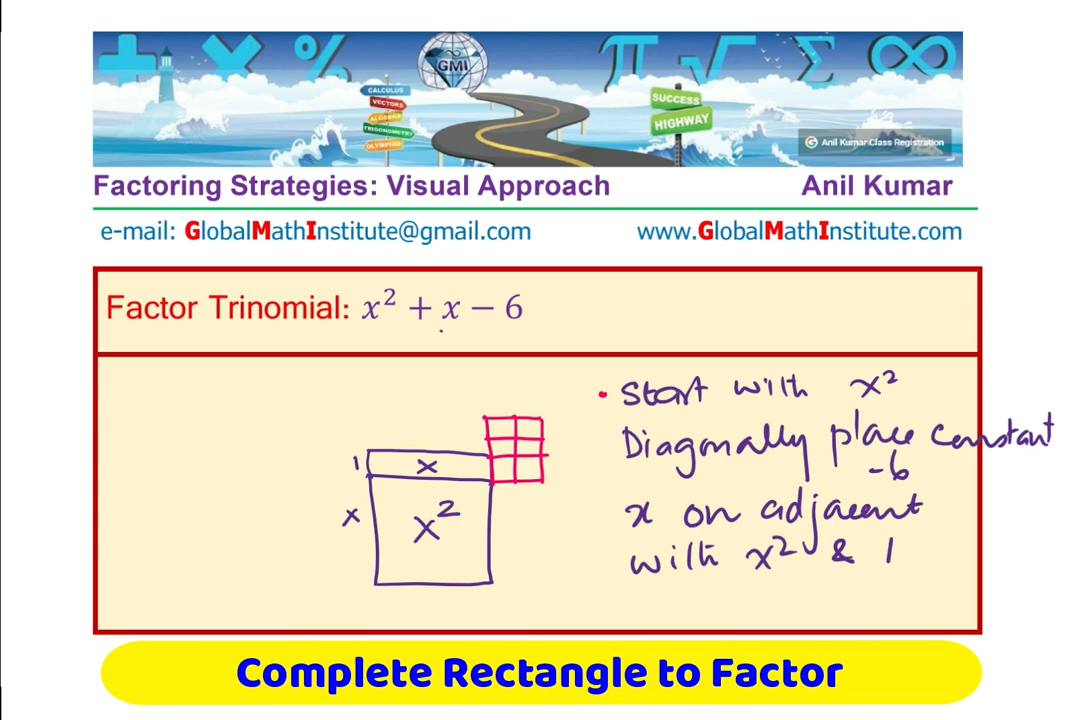 GMI
CALCULUS
VECTORS
ALGEBRA
TRIGONOMETRY
OLYMPIAD
SUCCESS
HIGHWAY
Anil Kumar Class Registration
Factoring Strategies: Visual Approach Anil Kumar
e-mail: GlobalMathInstitute@gmail.com www.GlobalMathInstitute.com
Factor Trinomial: x² + x − 6
• Start with x²
Diagonally place constant
-6
x on adjacent
with x² & 1
1 x
x x²
Complete Rectangle to Factor